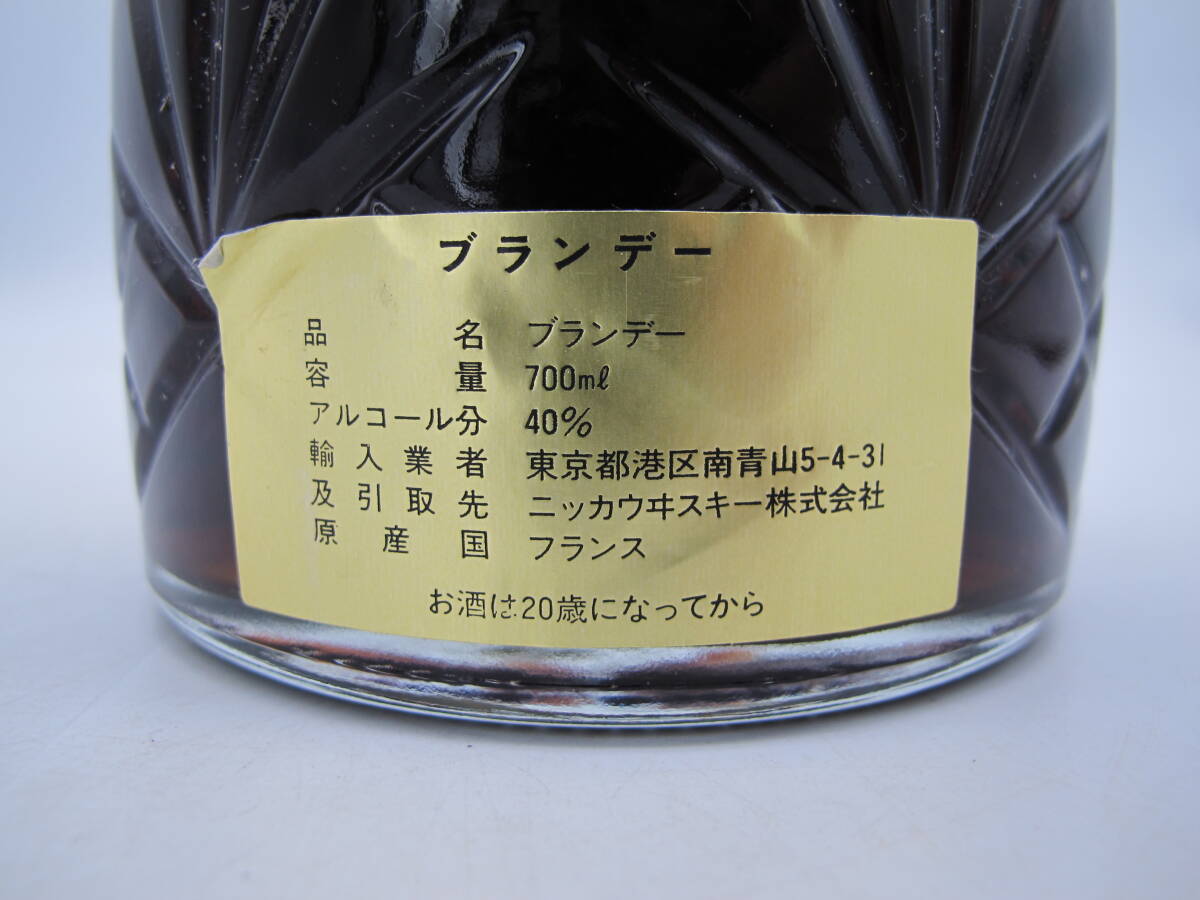 ブランデー
品名 ブランデー
容量 700mℓ
アルコール分 40%
輸入業者 東京都港区南青山5-4-31
及引取先 ニッカウヰスキー株式会社
原産国 フランス
お酒は20歳になってから